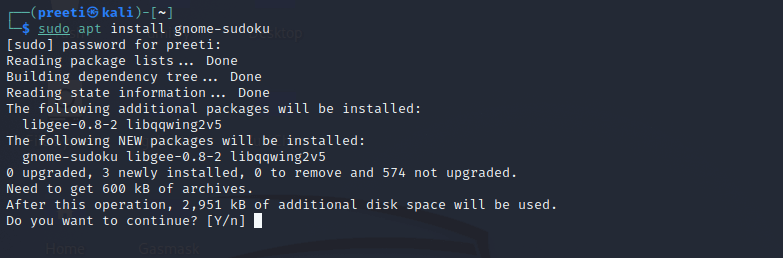 ┌──(preeti㉿kali)-[~]
└─$ sudo apt install gnome-sudoku
[sudo] password for preeti:
Reading package lists... Done
Building dependency tree... Done
Reading state information... Done
The following additional packages will be installed:
  libgee-0.8-2 libqqwing2v5
The following NEW packages will be installed:
  gnome-sudoku libgee-0.8-2 libqqwing2v5
0 upgraded, 3 newly installed, 0 to remove and 574 not upgraded.
Need to get 600 kB of archives.
After this operation, 2,951 kB of additional disk space will be used.
Do you want to continue? [Y/n]
Home Gasmask